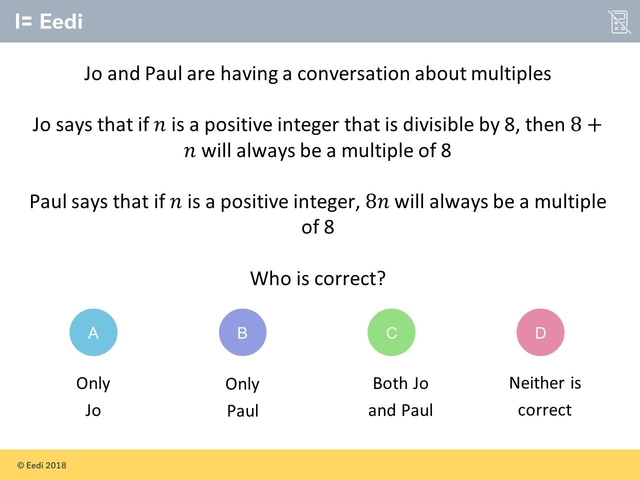 Eedi
Jo and Paul are having a conversation about multiples
Jo says that if n is a positive integer that is divisible by 8, then 8 +
n will always be a multiple of 8
Paul says that if n is a positive integer, 8n will always be a multiple
of 8
Who is correct?
A
B
C
D
Only
Jo
Only
Paul
Both Jo
and Paul
Neither is
correct
© Eedi 2018